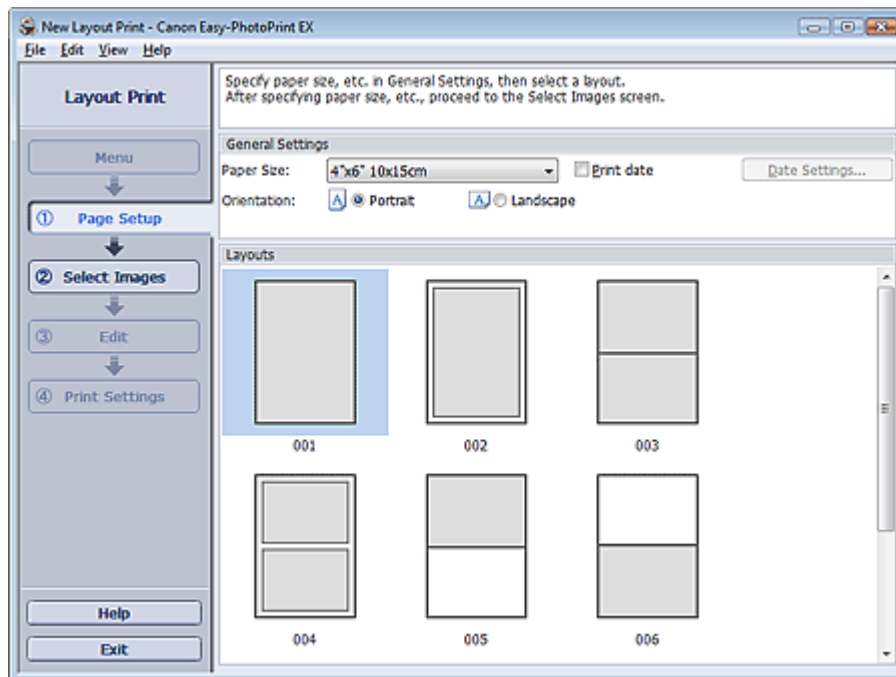 New Layout Print - Canon Easy-PhotoPrint EX
File Edit View Help
Layout Print
Specify paper size, etc. in General Settings, then select a layout.
After specifying paper size, etc., proceed to the Select Images screen.
Menu
① Page Setup
② Select Images
③ Edit
④ Print Settings
Help
Exit
General Settings
Paper Size: 4"x6" 10x15cm Print date Date Settings...
Orientation: A Portrait A Landscape
Layouts
001 002 003
004 005 006